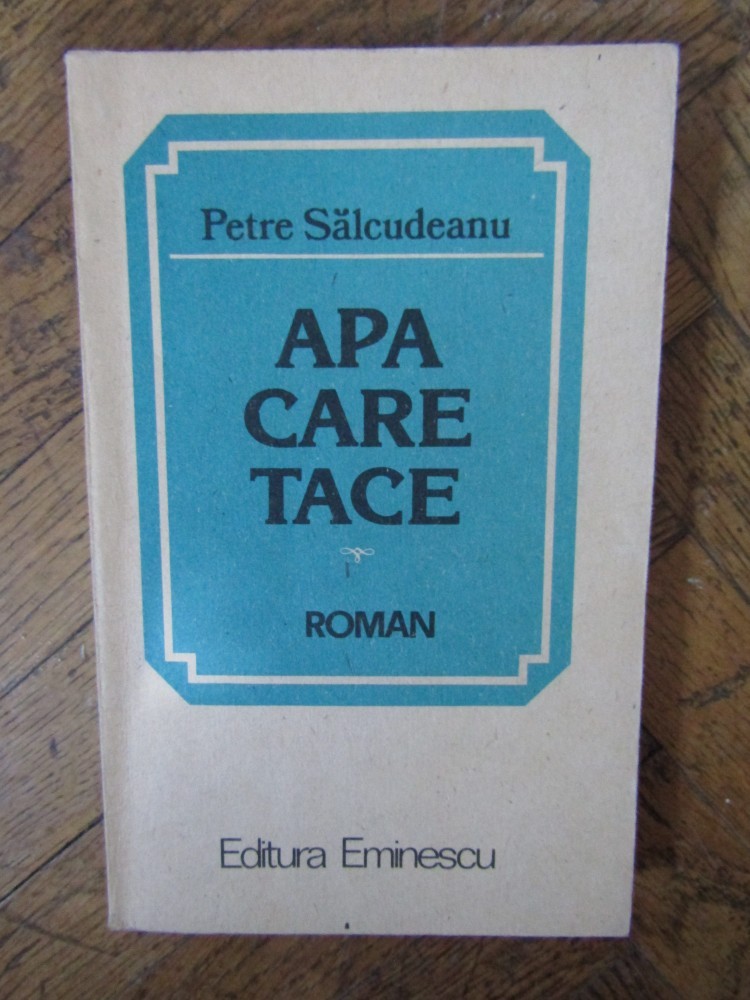 Petre Sălcudeanu
APA
CARE
TACE
ROMAN
Editura Eminescu